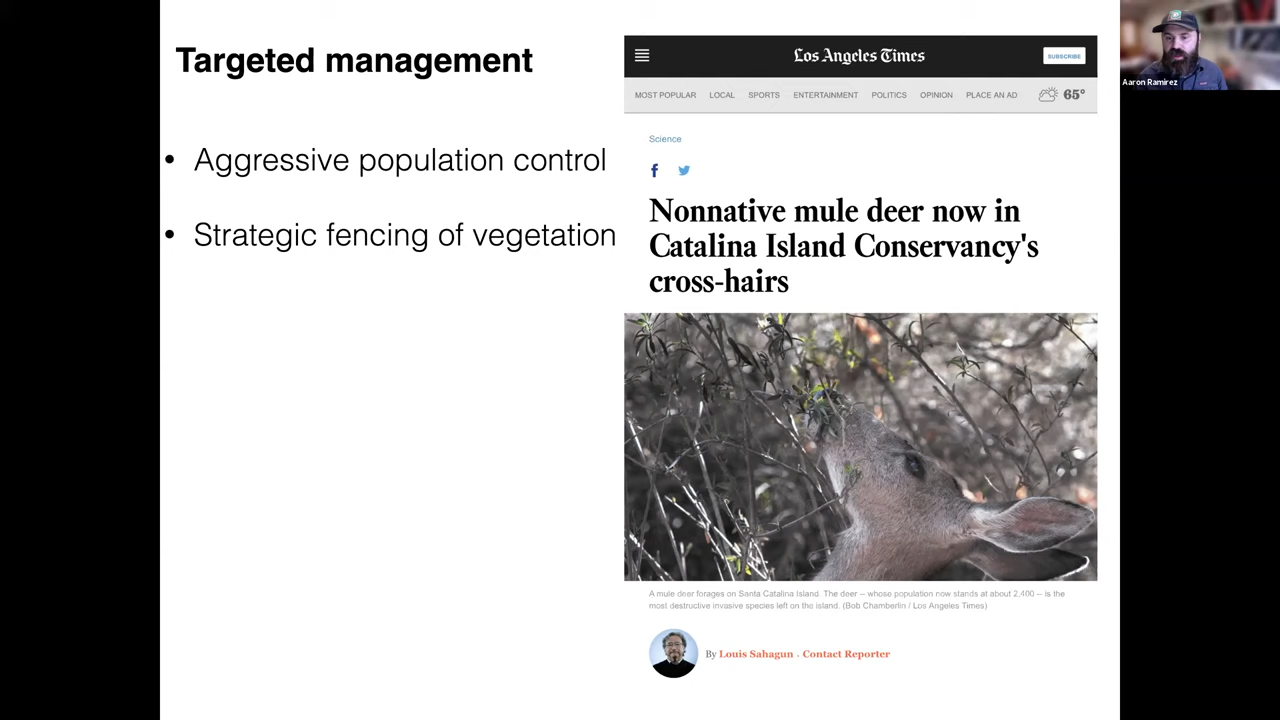 Targeted management
• Aggressive population control
• Strategic fencing of vegetation
Los Angeles Times
SUBSCRIBE
MOST POPULAR LOCAL SPORTS ENTERTAINMENT POLITICS OPINION PLACE AN AD 65°
Science
Nonnative mule deer now in
Catalina Island Conservancy's
cross-hairs
A mule deer forages on Santa Catalina Island. The deer -- whose population now stands at about 2,400 -- is the
most destructive invasive species left on the island. (Bob Chamberlin / Los Angeles Times)
By Louis Sahagun · Contact Reporter
Aaron Ramirez